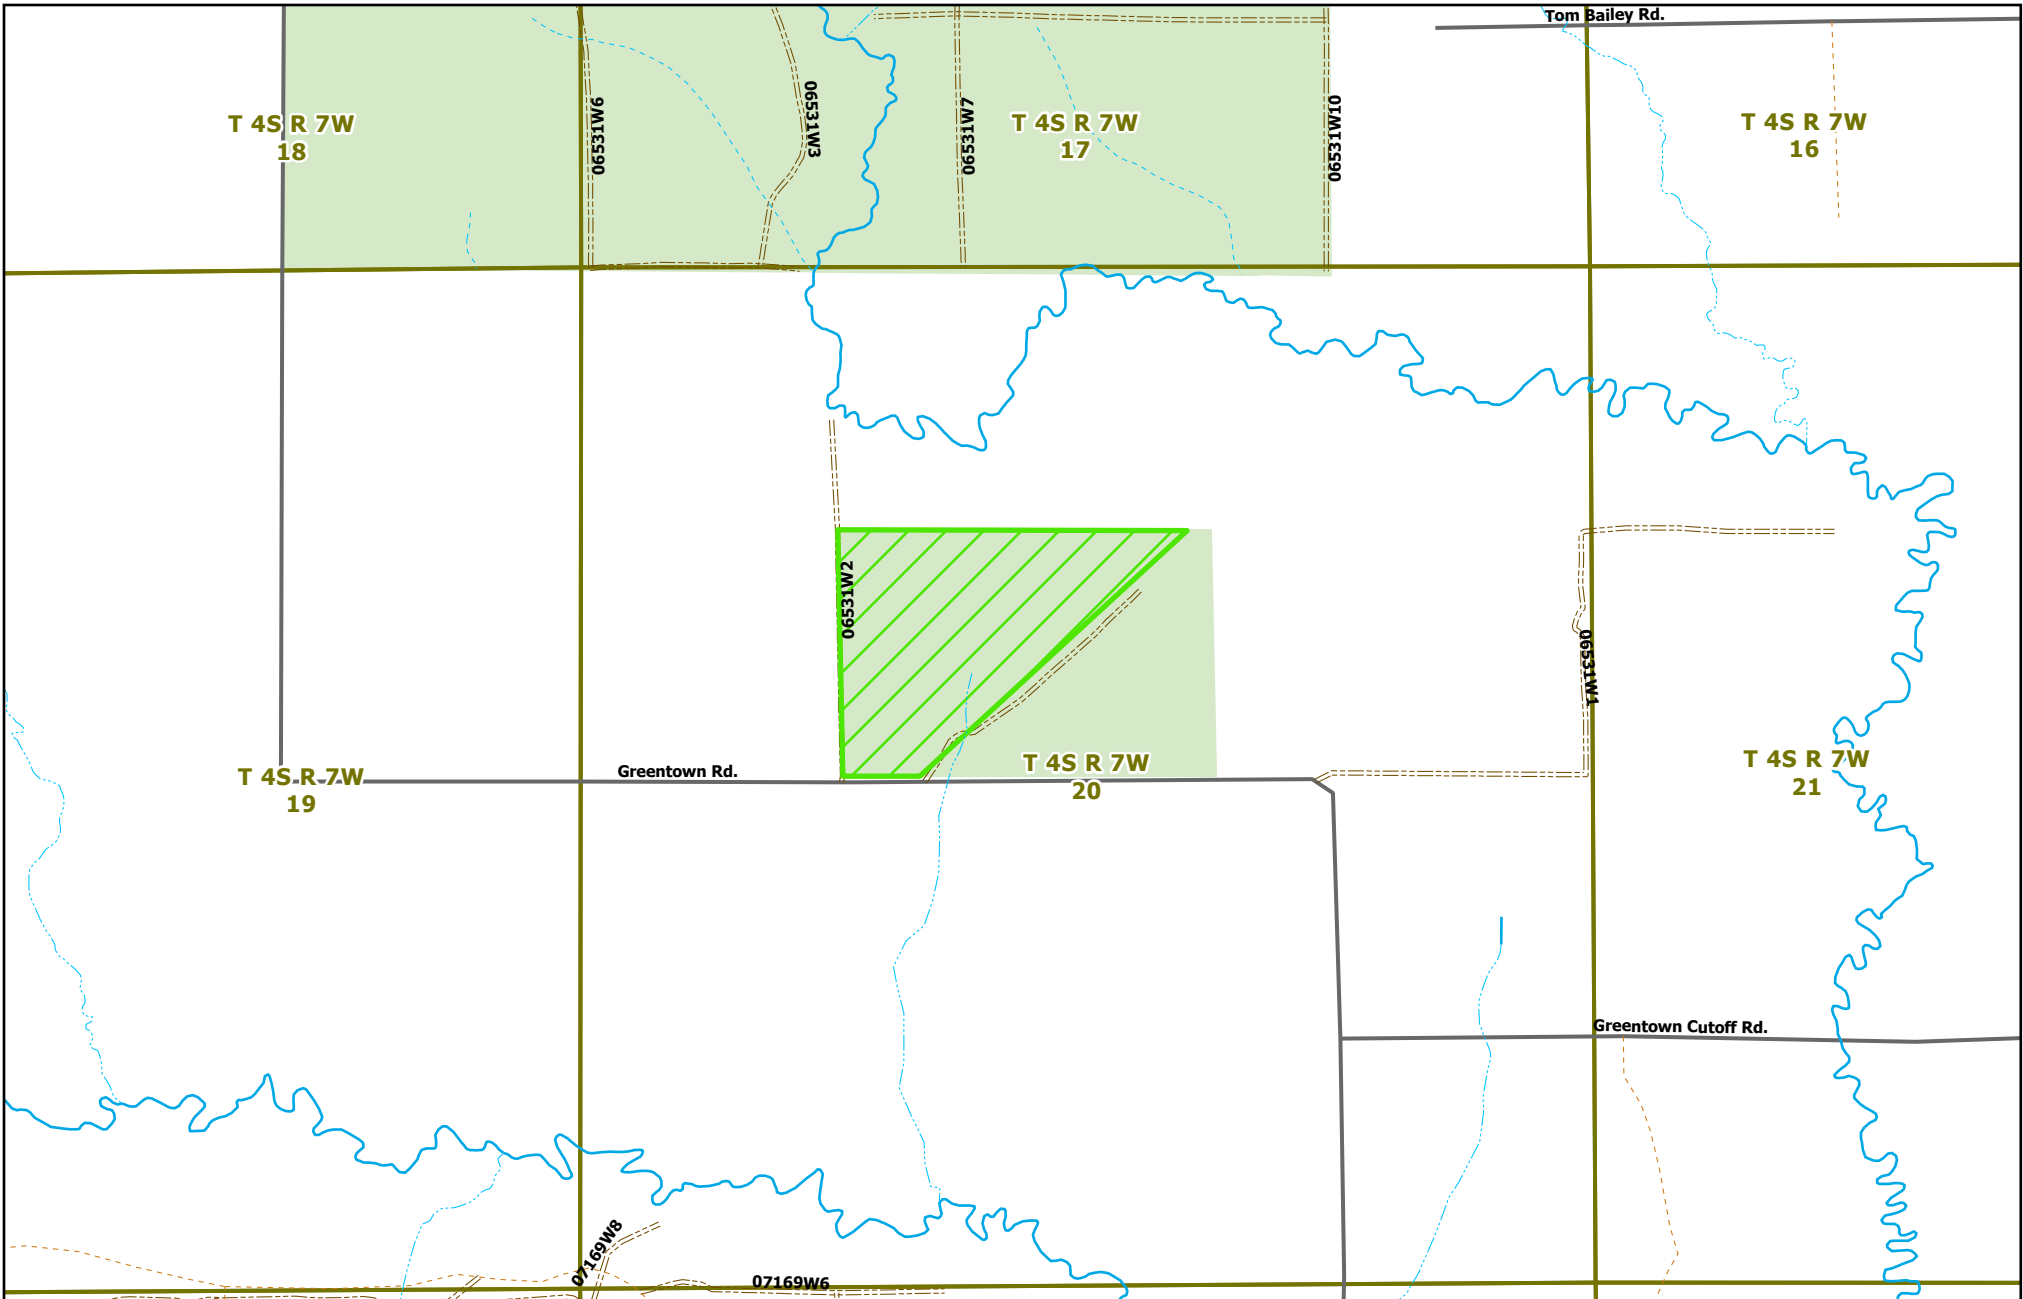 Tom Bailey Rd.
T 4S R 7W
18
06531W6
06531W3
06531W7
T 4S R 7W
17
06531W10
T 4S R 7W
16
06531W2
06531W1
T 4S R 7W
19
Greentown Rd.
T 4S R 7W
20
T 4S R 7W
21
Greentown Cutoff Rd.
07169W8
07169W6